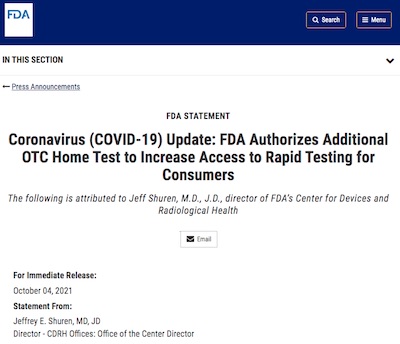 FDA
Search
Menu
IN THIS SECTION
← Press Announcements
FDA STATEMENT
Coronavirus (COVID-19) Update: FDA Authorizes Additional
OTC Home Test to Increase Access to Rapid Testing for
Consumers
The following is attributed to Jeff Shuren, M.D., J.D., director of FDA's Center for Devices and
Radiological Health
Email
For Immediate Release:
October 04, 2021
Statement From:
Jeffrey E. Shuren, MD, JD
Director - CDRH Offices: Office of the Center Director